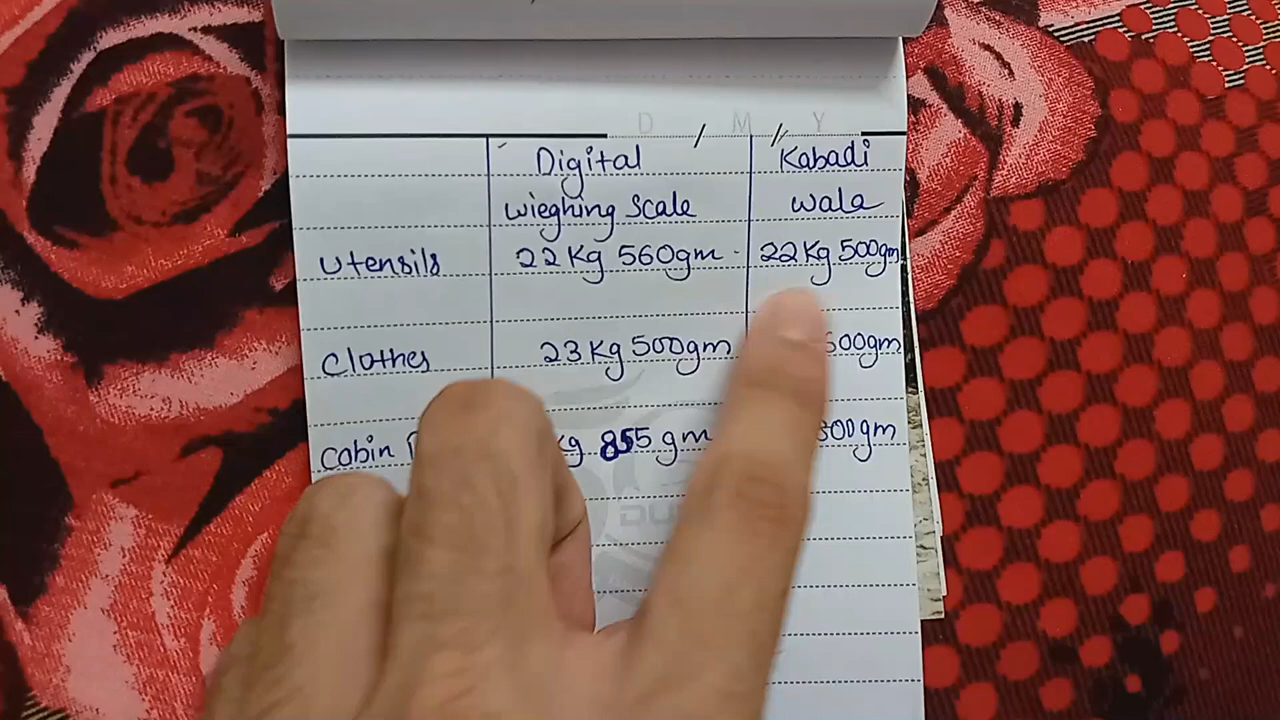 D / M / Y
Digital Kabadi
wieghing Scale wala
Utensils 22 Kg 560gm 22 Kg 500gm
Clothes 23 Kg 500gm 500gm
Cabin Kg 855 gm 300gm